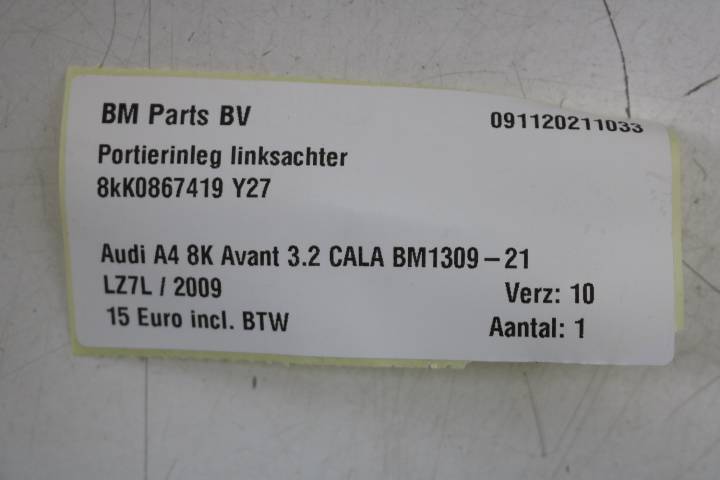 BM Parts BV 091120211033
Portierinleg linksachter
8kK0867419 Y27
Audi A4 8K Avant 3.2 CALA BM1309-21
LZ7L / 2009 Verz: 10
15 Euro incl. BTW Aantal: 1